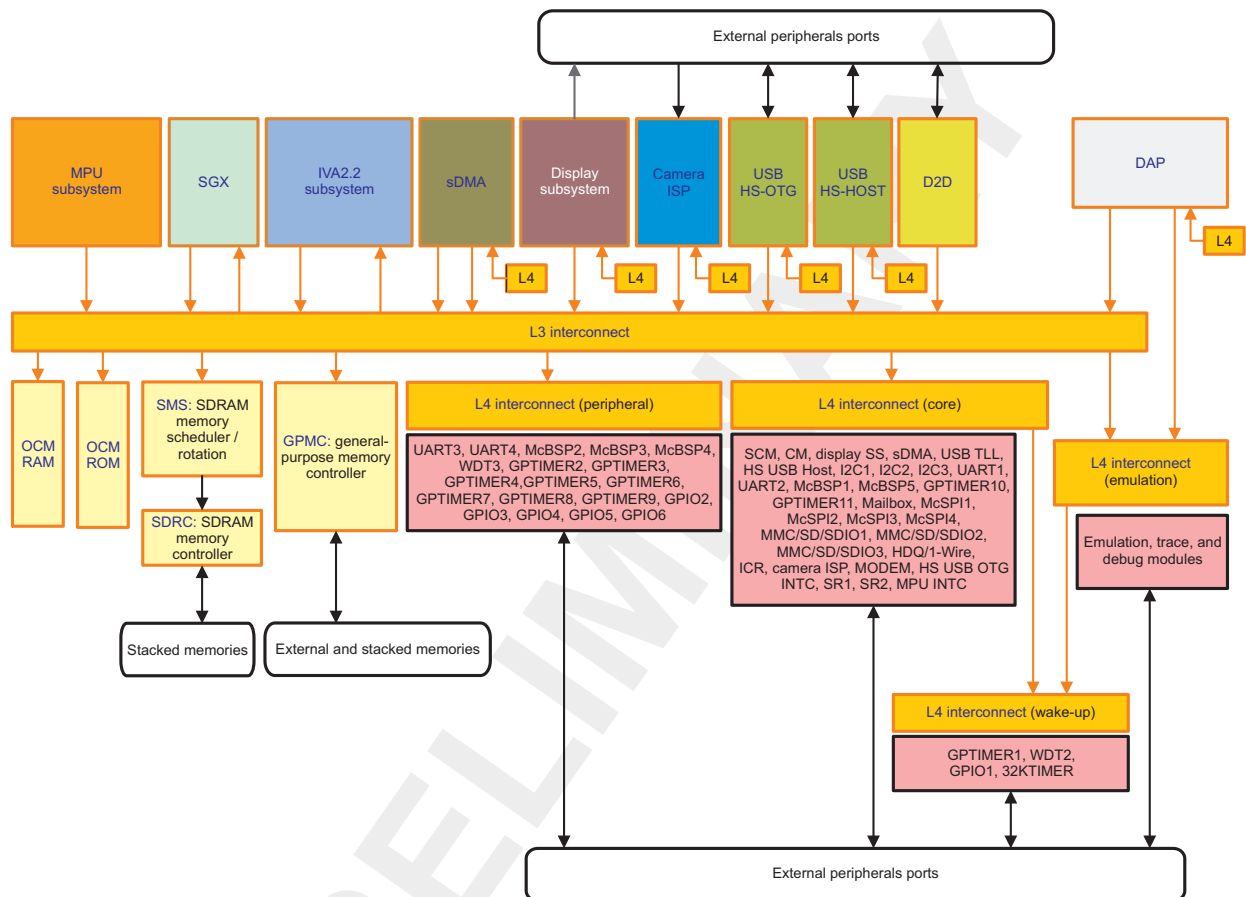 External peripherals ports
MPU
subsystem
SGX
IVA2.2
subsystem
sDMA
Display
subsystem
Camera
ISP
USB
HS-OTG
USB
HS-HOST
D2D
DAP
L4
L4
L4
L4
L4
L4
L3 interconnect
OCM
RAM
OCM
ROM
SMS: SDRAM
memory
scheduler /
rotation
SDRC: SDRAM
memory
controller
GPMC: general-
purpose memory
controller
L4 interconnect (peripheral)
UART3, UART4, McBSP2, McBSP3, McBSP4,
WDT3, GPTIMER2, GPTIMER3,
GPTIMER4,GPTIMER5, GPTIMER6,
GPTIMER7, GPTIMER8, GPTIMER9, GPIO2,
GPIO3, GPIO4, GPIO5, GPIO6
L4 interconnect (core)
SCM, CM, display SS, sDMA, USB TLL,
HS USB Host, I2C1, I2C2, I2C3, UART1,
UART2, McBSP1, McBSP5, GPTIMER10,
GPTIMER11, Mailbox, McSPI1,
McSPI2, McSPI3, McSPI4,
MMC/SD/SDIO1, MMC/SD/SDIO2,
MMC/SD/SDIO3, HDQ/1-Wire,
ICR, camera ISP, MODEM, HS USB OTG
INTC, SR1, SR2, MPU INTC
L4 interconnect
(emulation)
Emulation, trace, and
debug modules
Stacked memories
External and stacked memories
L4 interconnect (wake-up)
GPTIMER1, WDT2,
GPIO1, 32KTIMER
External peripherals ports
PRELIMINARY